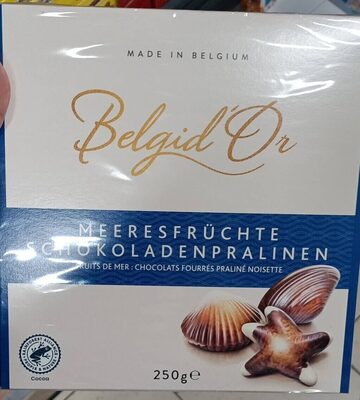 MADE IN BELGIUM
Belgid'Or
MEERESFRÜCHTE
SCHOKOLADENPRALINEN
FRUITS DE MER : CHOCOLATS FOURRÉS PRALINÉ NOISETTE
250g℮
Cocoa